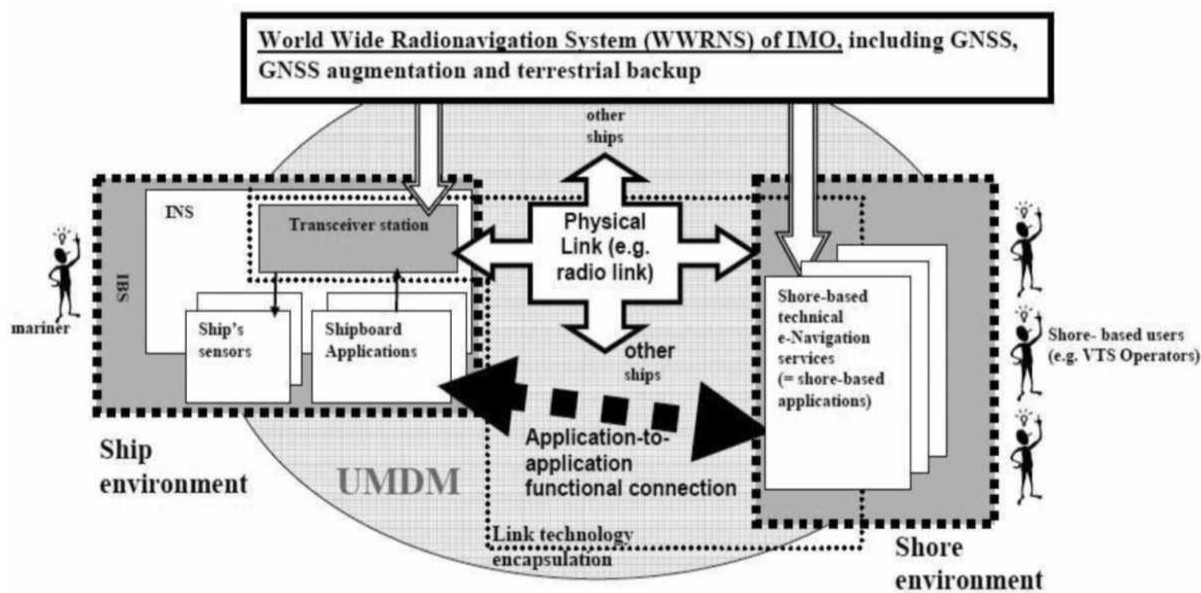 World Wide Radionavigation System (WWRNS) of IMO, including GNSS,
GNSS augmentation and terrestrial backup
other
ships
INS
Transceiver station
Physical
Link (e.g.
radio link)
IBS
mariner
Ship's
sensors
Shipboard
Applications
other
ships
Shore-based
technical
e-Navigation
services
(= shore-based
applications)
Shore- based users
(e.g. VTS Operators)
Ship
environment
UMDM
Application-to-
application
functional connection
Link technology
encapsulation
Shore
environment